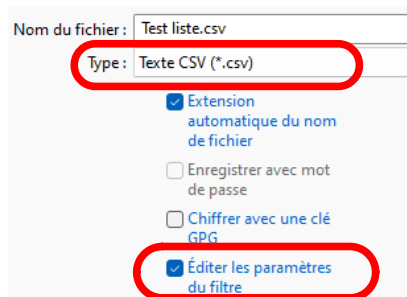 Nom du fichier : Test liste.csv
Type : Texte CSV (*.csv)
Extension
automatique du nom
de fichier
Enregistrer avec mot
de passe
Chiffrer avec une clé
GPG
Éditer les paramètres
du filtre